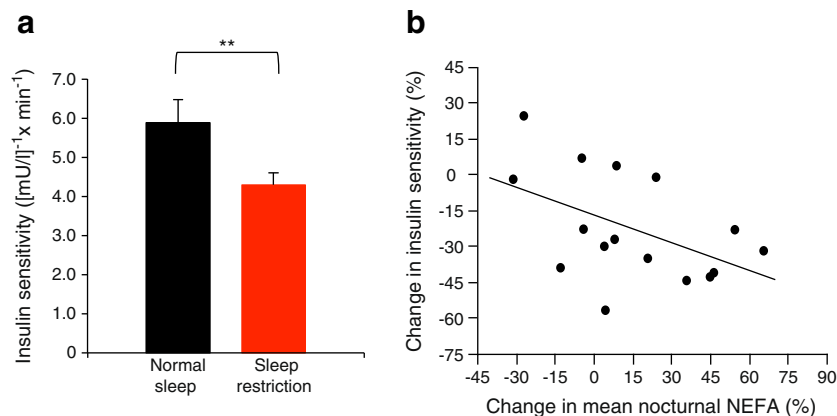 a
**
Insulin sensitivity ([mU/l]⁻¹x min⁻¹)
7.0
6.0
5.0
4.0
3.0
2.0
1.0
0
Normal
sleep
Sleep
restriction
b
Change in insulin sensitivity (%)
45
30
15
0
-15
-30
-45
-60
-75
-45 -30 -15 0 15 30 45 60 75 90
Change in mean nocturnal NEFA (%)